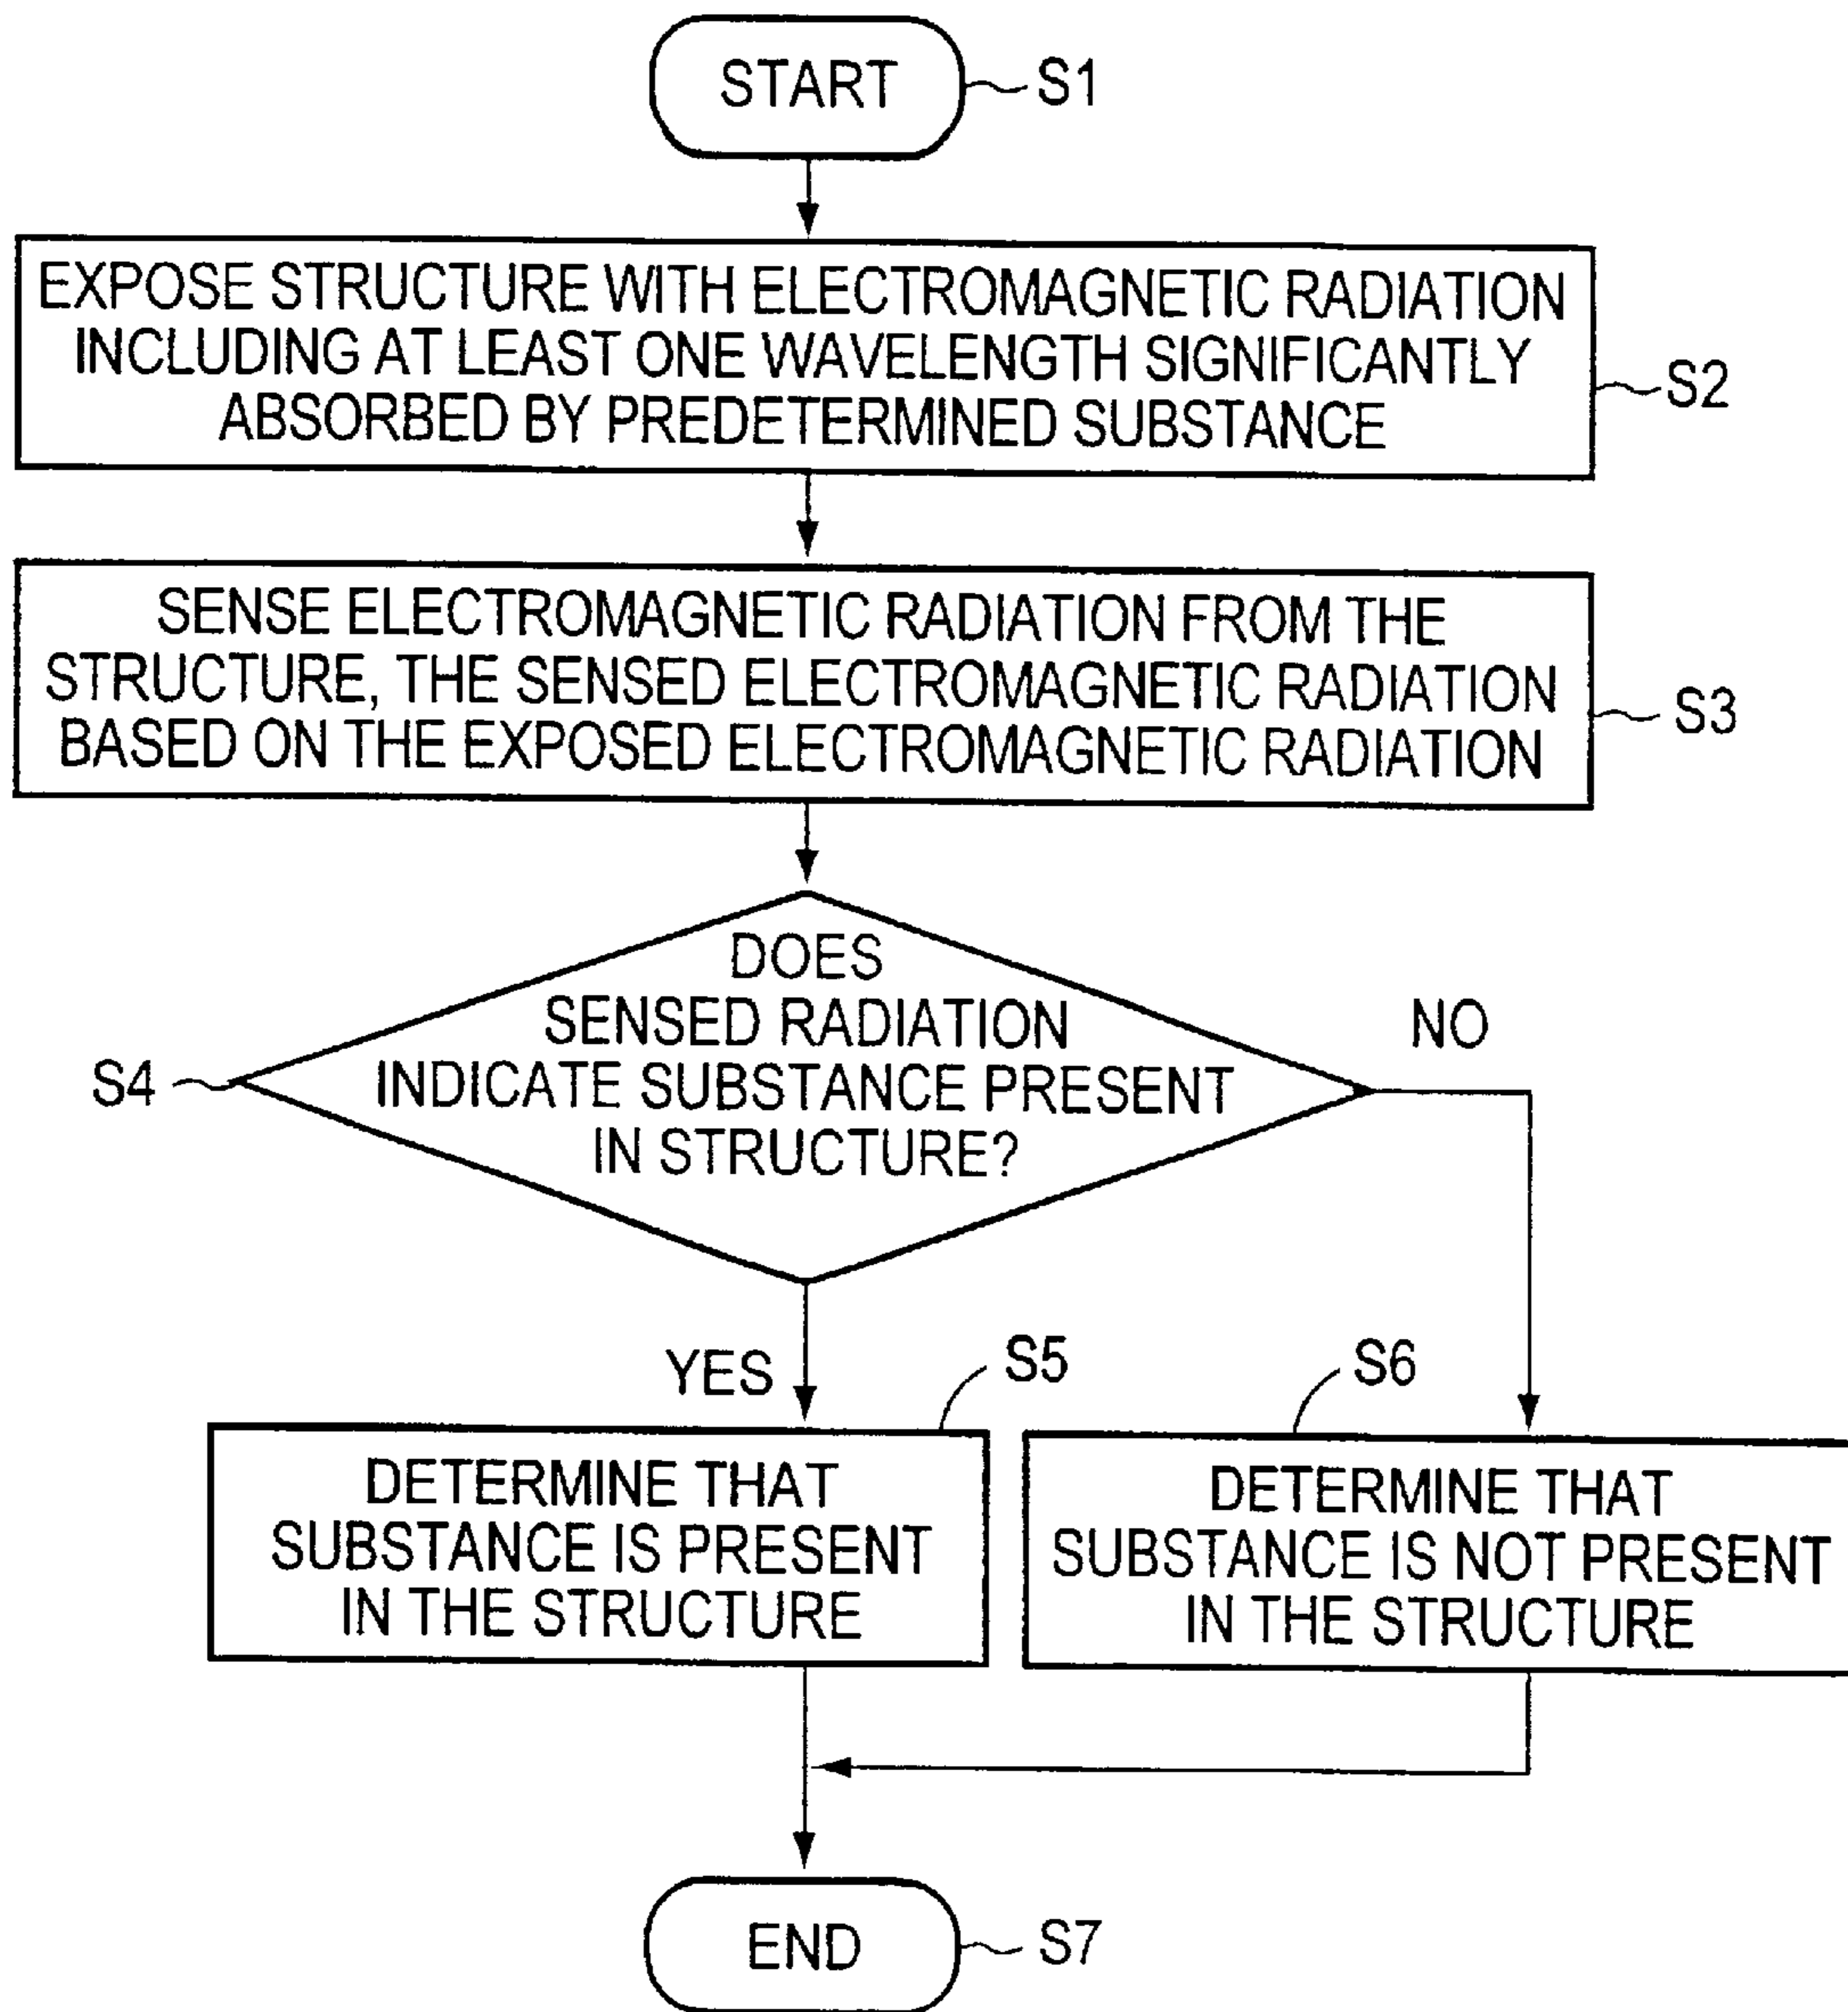 START
S1
EXPOSE STRUCTURE WITH ELECTROMAGNETIC RADIATION
INCLUDING AT LEAST ONE WAVELENGTH SIGNIFICANTLY
ABSORBED BY PREDETERMINED SUBSTANCE
S2
SENSE ELECTROMAGNETIC RADIATION FROM THE
STRUCTURE, THE SENSED ELECTROMAGNETIC RADIATION
BASED ON THE EXPOSED ELECTROMAGNETIC RADIATION
S3
DOES
SENSED RADIATION
INDICATE SUBSTANCE PRESENT
IN STRUCTURE?
S4
NO
YES
S5
S6
DETERMINE THAT
SUBSTANCE IS PRESENT
IN THE STRUCTURE
DETERMINE THAT
SUBSTANCE IS NOT PRESENT
IN THE STRUCTURE
END
S7